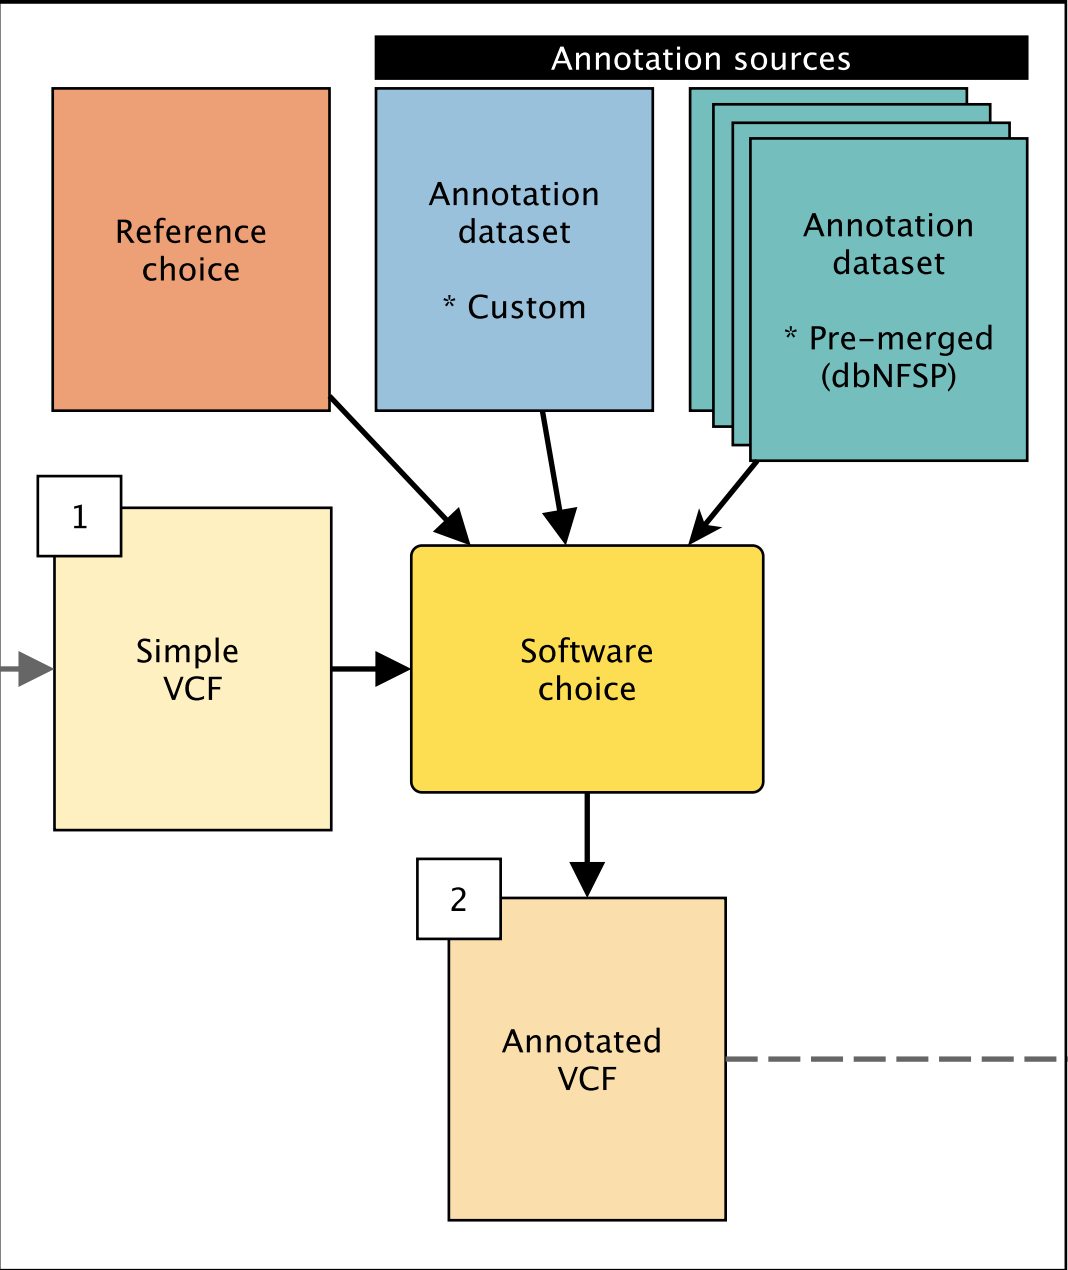 Annotation sources
Reference
choice
Annotation
dataset
* Custom
Annotation
dataset
* Pre-merged
(dbNFSP)
1
Simple
VCF
Software
choice
2
Annotated
VCF